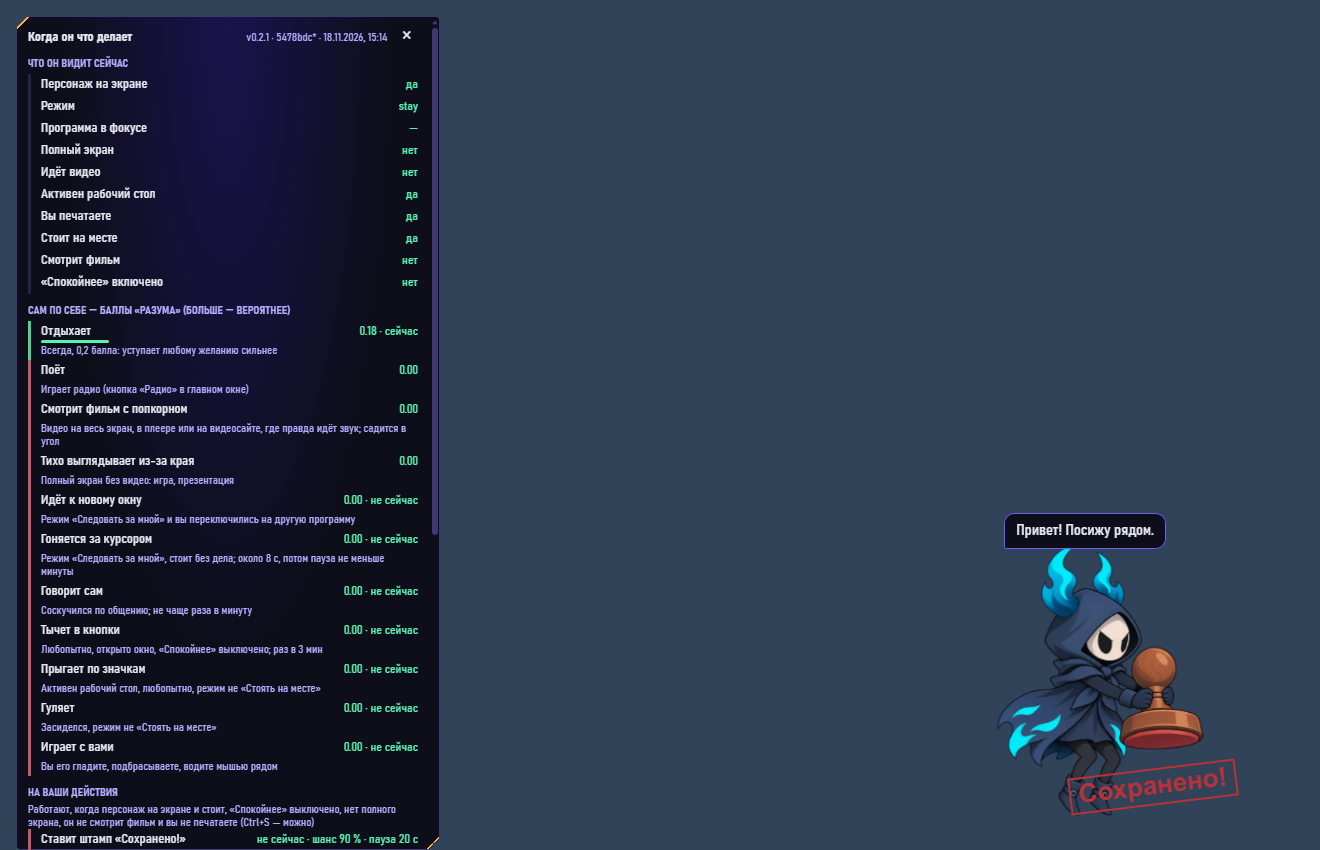 Когда он что делает
v0.2.1 · 5478bdc* · 18.11.2026, 15:14
×
ЧТО ОН ВИДИТ СЕЙЧАС
Персонаж на экране да
Режим stay
Программа в фокусе —
Полный экран нет
Идёт видео нет
Активен рабочий стол да
Вы печатаете да
Стоит на месте да
Смотрит фильм нет
«Спокойнее» включено нет
САМ ПО СЕБЕ — БАЛЛЫ «РАЗУМА» (БОЛЬШЕ — ВЕРОЯТНЕЕ)
Отдыхает 0.18 · сейчас
Всегда, 0,2 балла: уступает любому желанию сильнее
Поёт 0.00
Играет радио (кнопка «Радио» в главном окне)
Смотрит фильм с попкорном 0.00
Видео на весь экран, в плеере или на видеосайте, где правда идёт звук; садится в
угол
Тихо выглядывает из-за края 0.00
Полный экран без видео: игра, презентация
Идёт к новому окну 0.00 · не сейчас
Режим «Следовать за мной» и вы переключились на другую программу
Гоняется за курсором 0.00 · не сейчас
Режим «Следовать за мной», стоит без дела; около 8 с, потом пауза не меньше
минуты
Говорит сам 0.00 · не сейчас
Соскучился по общению; не чаще раза в минуту
Тычет в кнопки 0.00 · не сейчас
Любопытно, открыто окно, «Спокойнее» выключено; раз в 3 мин
Прыгает по значкам 0.00 · не сейчас
Активен рабочий стол, любопытно, режим не «Стоять на месте»
Гуляет 0.00 · не сейчас
Засиделся, режим не «Стоять на месте»
Играет с вами 0.00 · не сейчас
Вы его гладите, подбрасываете, водите мышью рядом
НА ВАШИ ДЕЙСТВИЯ
Работают, когда персонаж на экране и стоит, «Спокойнее» выключено, нет полного
экрана, он не смотрит фильм и вы не печатаете (Ctrl+S — можно)
Ставит штамп «Сохранено!» не сейчас · шанс 90 % · пауза 20 с
Привет! Посижу рядом.
Сохранено!